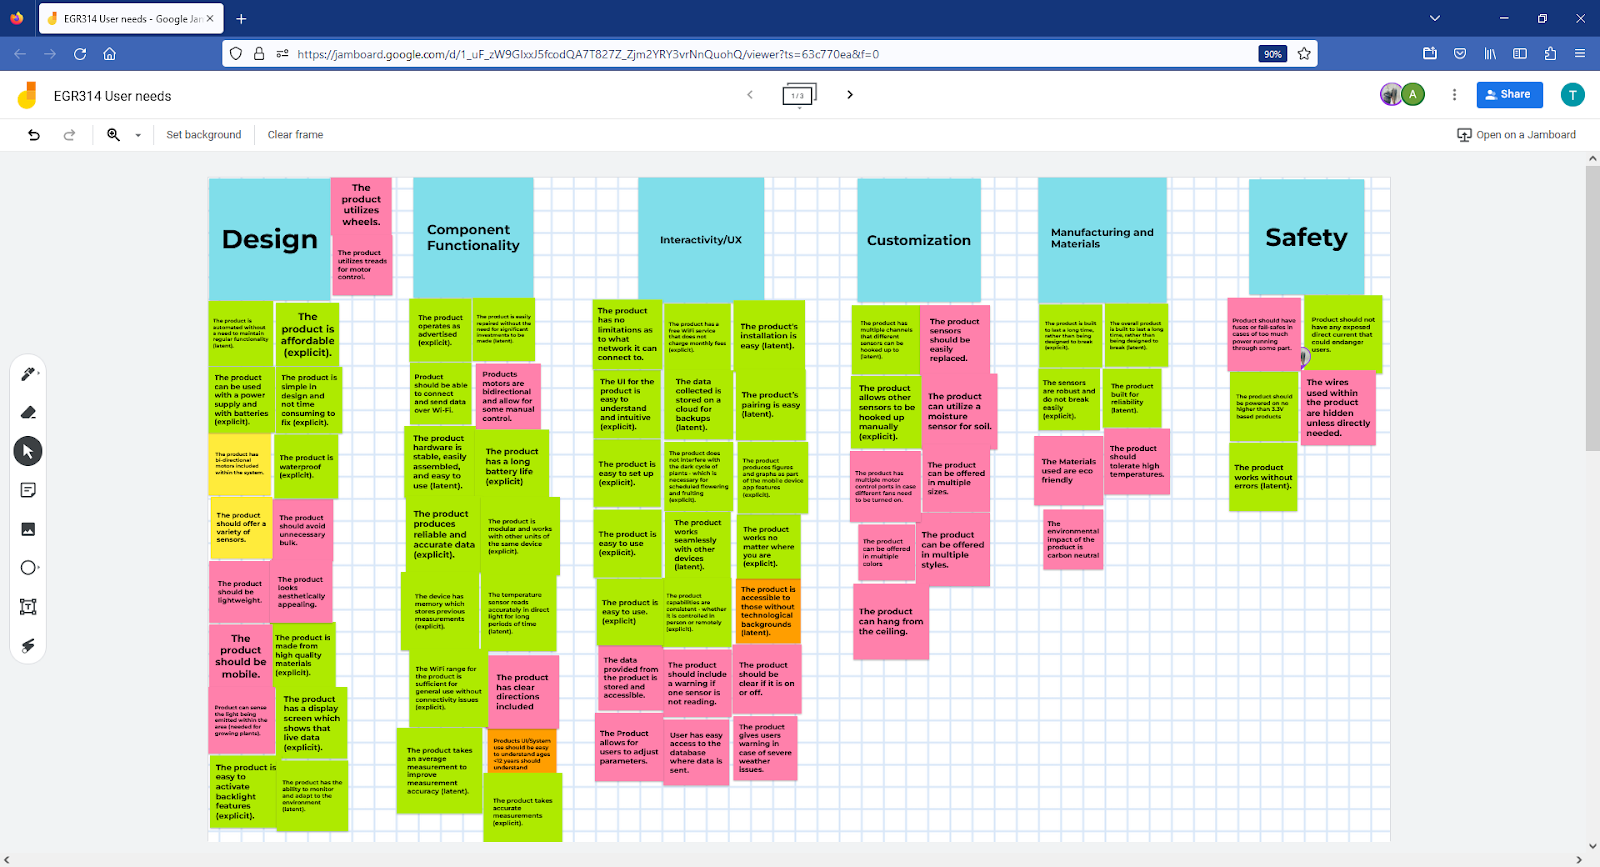 EGR314 User needs - Google Jam
https://jamboard.google.com/d/1_uF_zW9GIxxJ5fcodQA7T827Z_Zjm2YRY3vrNnQuohQ/viewer?ts=63c770ea&f=0
90%
EGR314 User needs
1 / 3
A
Share
T
Set background
Clear frame
Open on a Jamboard
Design
The
product
utilizes
wheels.
The product
utilizes treads
for motor
control.
The product is
automated without
a need to maintain
regular functionality
(latent).
The
product is
affordable
(explicit).
The product
can be used
with a power
supply and
with batteries
(explicit).
The product is
simple in
design and
not time
consuming to
fix (explicit).
The product has
bi-directional
motors included
within the system.
The product is
waterproof
(explicit).
The product
should offer a
variety of
sensors.
The product
should avoid
unnecessary
bulk.
The product
should be
lightweight.
The product
looks
aesthetically
appealing.
The
product
should be
mobile.
The product is
made from
high quality
materials
(explicit).
Product can sense
the light being
emitted within the
area (needed for
growing plants).
The product
has a display
screen which
shows that
live data
(explicit).
The product is
easy to
activate
backlight
features
(explicit).
The product has the
ability to monitor
and adapt to the
environment
(latent).
Component
Functionality
The product
operates as
advertised
(explicit).
The product is easily
repaired without the
need for significant
investments to be
made (latent).
Product
should be able
to connect
and send data
over Wi-Fi.
Products
motors are
bidirectional
and allow for
some manual
control.
The product
hardware is
stable, easily
assembled,
and easy to
use (latent).
The product
has a long
battery life
(explicit)
The product
produces
reliable and
accurate data
(explicit).
The product is
modular and works
with other units of
the same device
(explicit).
The device has
memory which
stores previous
measurements
(explicit).
The temperature
sensor reads
accurately in direct
light for long
periods of time
(latent).
The WiFi range for
the product is
sufficient for
general use without
connectivity issues
(explicit).
The product
has clear
directions
included
The product takes
an average
measurement to
improve
measurement
accuracy (latent).
Products UI/System
use should be easy
to understand ages
<12 years should
understand
The product takes
accurate
measurements
(explicit).
Interactivity/UX
The product
has no
limitations as
to what
network it can
connect to.
The product has a
free WiFi service
that does not
charge monthly fees
(explicit).
The product's
installation is
easy (latent).
The UI for the
product is
easy to
understand
and intuitive
(explicit).
The data
collected is
stored on a
cloud for
backups
(latent).
The product's
pairing is easy
(latent).
The product is
easy to set up
(explicit).
The product does
not interfere with
the dark cycle of
plants - which is
necessary for
scheduled flowering
and fruiting
(explicit).
The product
produces figures
and graphs as part
of the mobile device
app features
(explicit).
The product is
easy to use
(explicit).
The product
works
seamlessly
with other
devices
(latent).
The product
works no
matter where
you are
(explicit).
The product is
easy to use.
(explicit)
The product
capabilities are
consistent - whether
it is controlled in
person or remotely
(explicit).
The product is
accessible to
those without
technological
backgrounds
(latent).
The data
provided from
the product is
stored and
accessible.
The product
should include
a warning if
one sensor is
not reading.
The product
should be
clear if it is on
or off.
The Product
allows for
users to adjust
parameters.
User has easy
access to the
database
where data is
sent.
The product
gives users
warning in
case of severe
weather
issues.
Customization
The product has
multiple channels
that different
sensors can be
hooked up to
(latent).
The product
sensors
should be
easily
replaced.
The product
allows other
sensors to be
hooked up
manually
(explicit).
The product
can utilize a
moisture
sensor for soil.
The product has
multiple motor
control ports in case
different fans need
to be turned on.
The product
can be offered
in multiple
sizes.
The product
can be offered
in multiple
colors
The product
can be offered
in multiple
styles.
The product
can hang from
the ceiling.
Manufacturing and
Materials
The product is built
to last a long time,
rather than being
designed to break
(explicit).
The overall product
is built to last a long
time, rather than
being designed to
break (latent).
The sensors
are robust and
do not break
easily
(explicit).
The product
built for
reliability
(latent).
The Materials
used are eco
friendly
The product
should
tolerate high
temperatures.
The
environmental
impact of the
product is
carbon neutral
Safety
Product should have
fuses or fail-safes in
cases of too much
power running
through some part.
Product should not
have any exposed
direct current that
could endanger
users.
The product should
be powered on no
higher than 3.3V
based products
The wires
used within
the product
are hidden
unless directly
needed.
The product
works without
errors (latent).